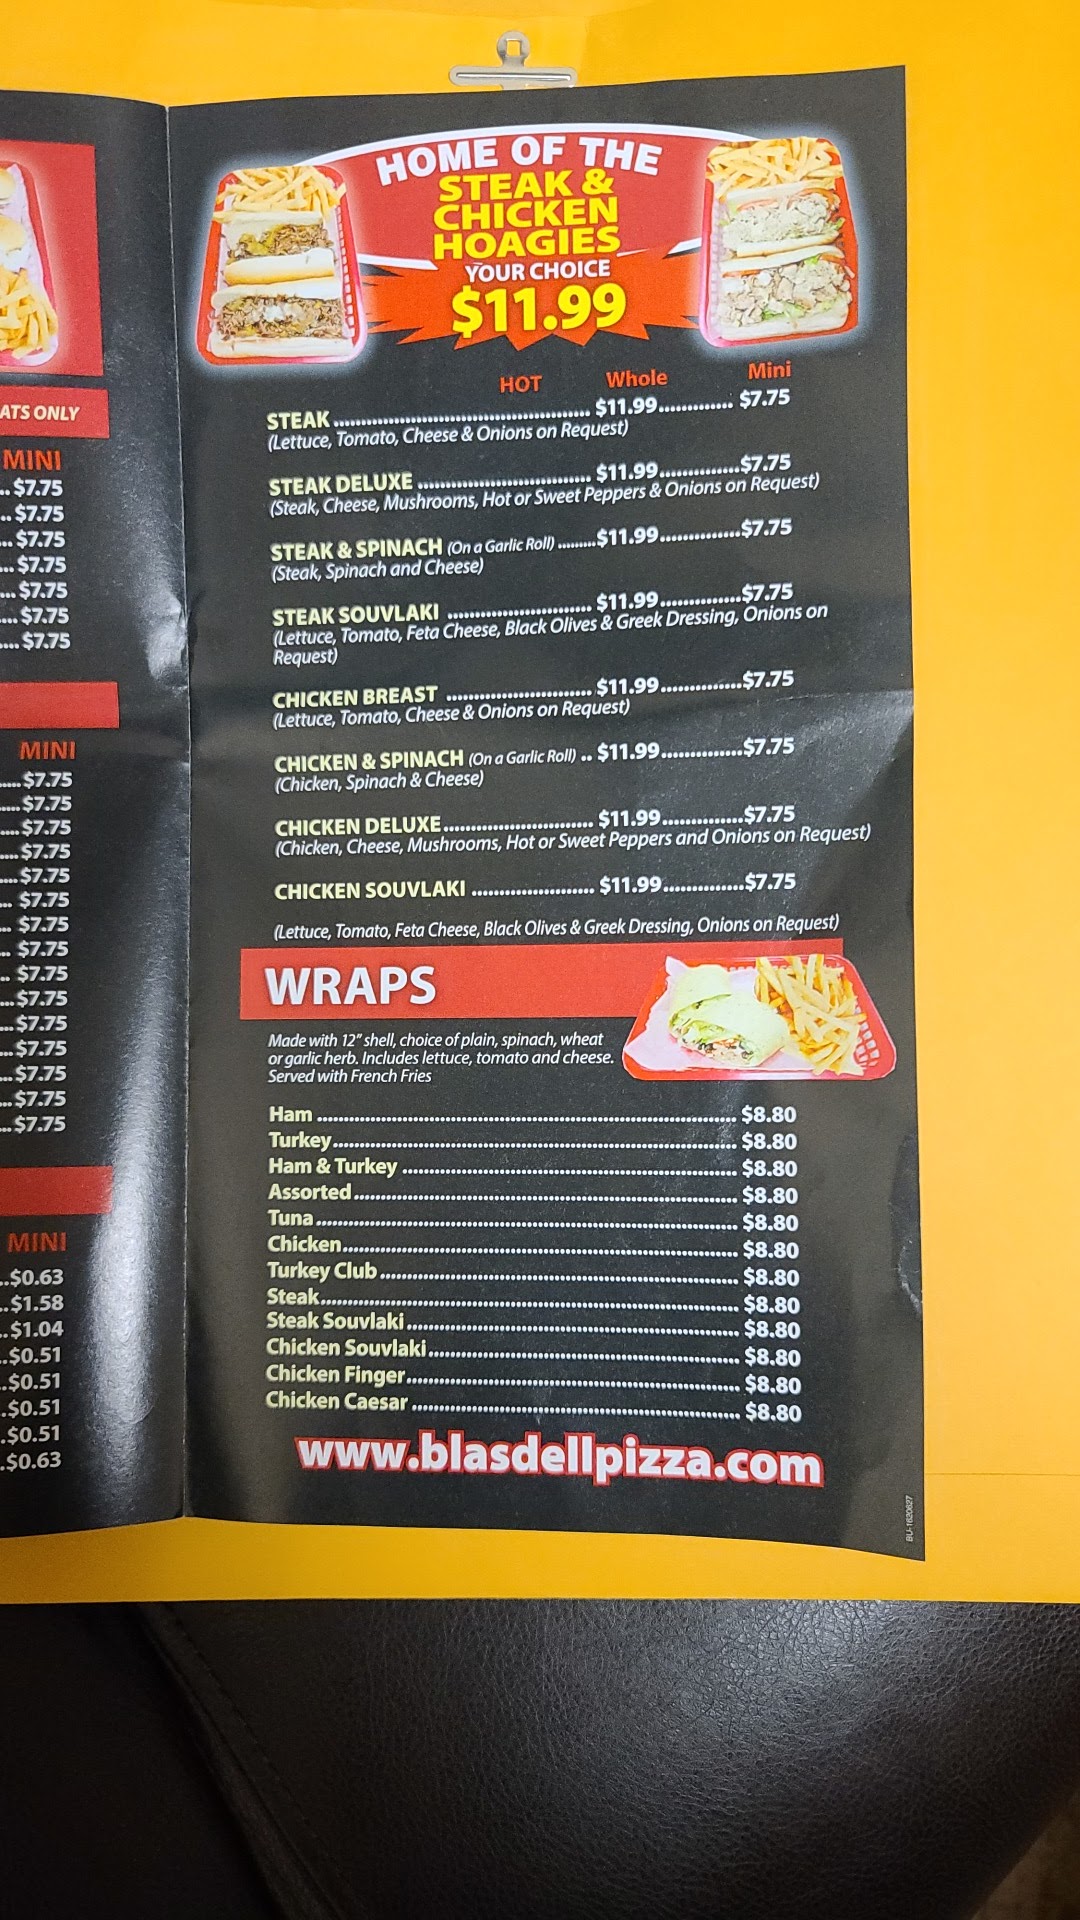 ATS ONLY
MINI
.. $7.75
.. $7.75
... $7.75
... $7.75
... $7.75
.... $7.75
.... $7.75
MINI
.....$7.75
.....$7.75
.....$7.75
....$7.75
....$7.75
... $7.75
... $7.75
.. $7.75
.. $7.75
...$7.75
...$7.75
...$7.75
...$7.75
...$7.75
...$7.75
MINI
..$0.63
..$1.58
..$1.04
..$0.51
..$0.51
..$0.51
..$0.51
..$0.63
HOME OF THE
STEAK &
CHICKEN
HOAGIES
YOUR CHOICE
$11.99
HOT Whole Mini
STEAK ............................................ $11.99.............. $7.75
(Lettuce, Tomato, Cheese & Onions on Request)
STEAK DELUXE .............................. $11.99...............$7.75
(Steak, Cheese, Mushrooms, Hot or Sweet Peppers & Onions on Request)
STEAK & SPINACH (On a Garlic Roll) ........$11.99...............$7.75
(Steak, Spinach and Cheese)
STEAK SOUVLAKI ......................... $11.99...............$7.75
(Lettuce, Tomato, Feta Cheese, Black Olives & Greek Dressing, Onions on
Request)
CHICKEN BREAST ......................... $11.99...............$7.75
(Lettuce, Tomato, Cheese & Onions on Request)
CHICKEN & SPINACH (On a Garlic Roll) .. $11.99...............$7.75
(Chicken, Spinach & Cheese)
CHICKEN DELUXE.......................... $11.99...............$7.75
(Chicken, Cheese, Mushrooms, Hot or Sweet Peppers and Onions on Request)
CHICKEN SOUVLAKI ..................... $11.99...............$7.75
(Lettuce, Tomato, Feta Cheese, Black Olives & Greek Dressing, Onions on Request)
WRAPS
Made with 12" shell, choice of plain, spinach, wheat
or garlic herb. Includes lettuce, tomato and cheese.
Served with French Fries
Ham ........................................ $8.80
Turkey........................................ $8.80
Ham & Turkey ........................................ $8.80
Assorted........................................ $8.80
Tuna........................................ $8.80
Chicken........................................ $8.80
Turkey Club........................................ $8.80
Steak........................................ $8.80
Steak Souvlaki........................................ $8.80
Chicken Souvlaki........................................ $8.80
Chicken Finger........................................ $8.80
Chicken Caesar ........................................ $8.80
www.blasdellpizza.com
BU-1620627